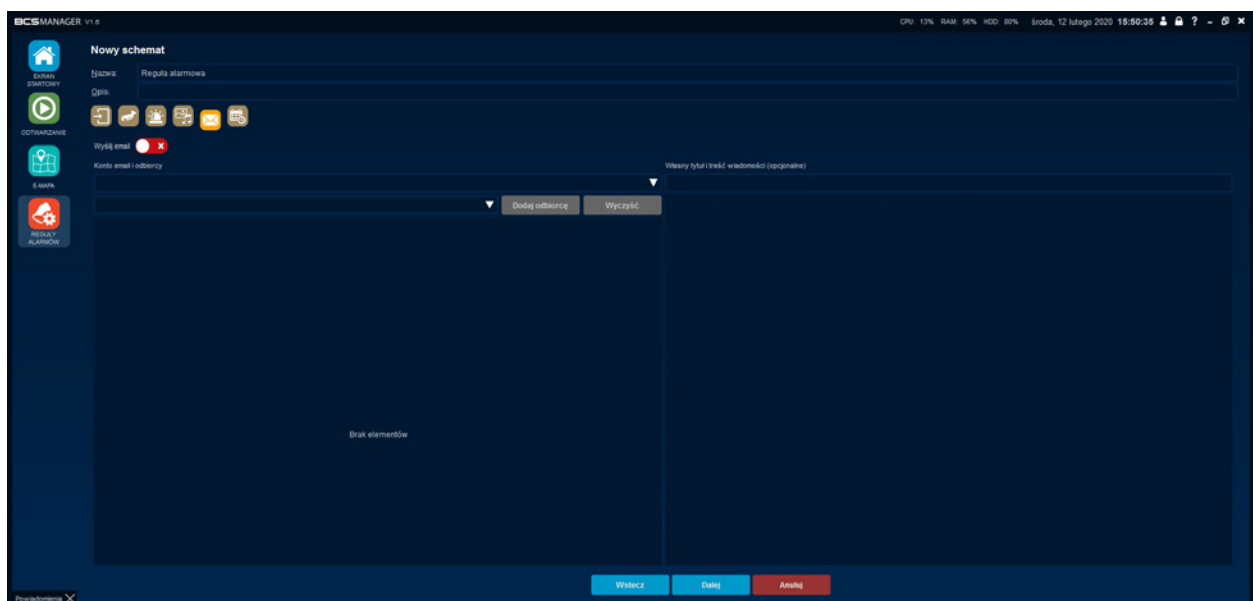 BCSMANAGER V1.8
CPU: 13% RAM: 56% HDD: 80% środa, 12 lutego 2020 15:50:35 ?
EKRAN
STARTOWY
ODTWARZANIE
E-MAPA
REGUŁY
ALARMÓW
Nowy schemat
Nazwa: Reguła alarmowa
Opis:
Wyślij email
Konto email i odbiorcy
Własny tytuł i treść wiadomości (opcjonalne)
Dodaj odbiorcę Wyczyść
Brak elementów
Wstecz Dalej Anuluj
Powiadomienia